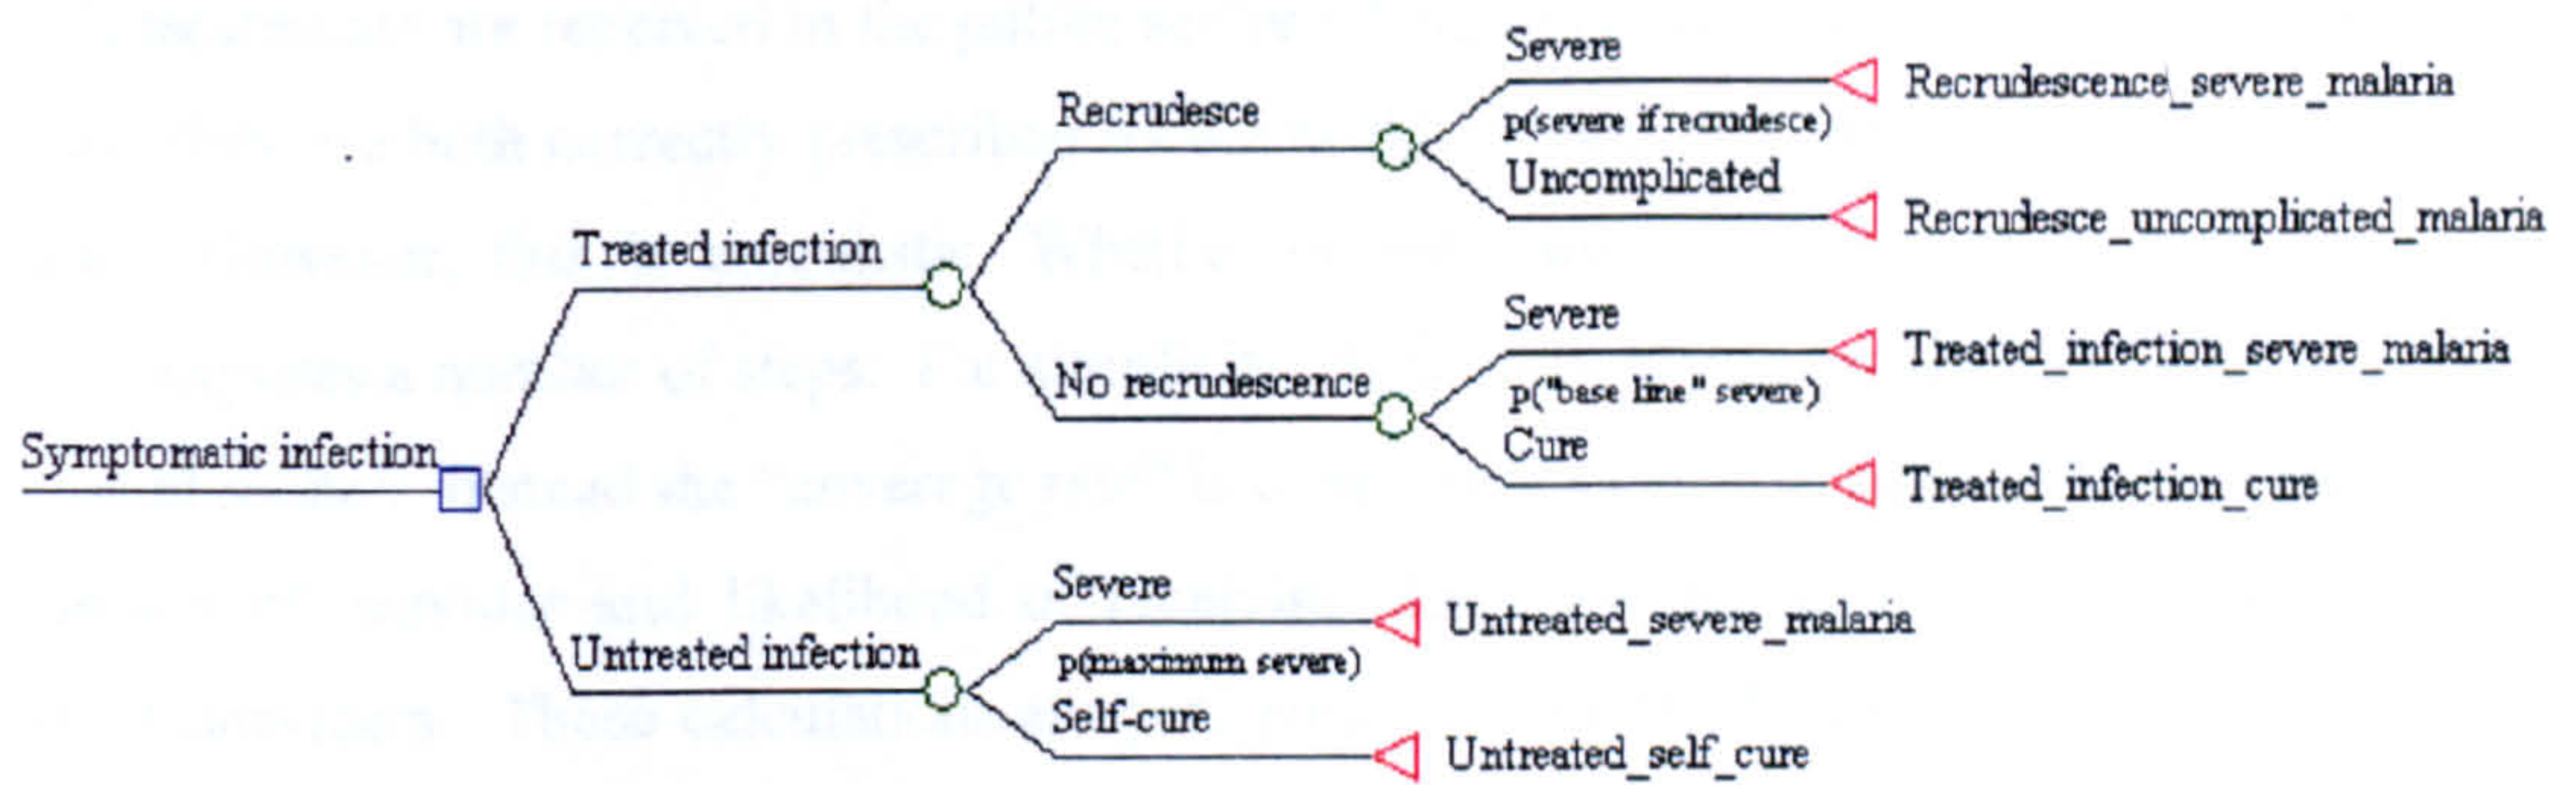 Severe
Recrudescence_severe_malaria
Recrudesce
p(severe if recrudesce)
Uncomplicated
Recrudesce_uncomplicated_malaria
Treated infection
Severe
Treated_infection_severe_malaria
No recrudescence
p("base line" severe)
Cure
Treated_infection_cure
Symptomatic infection
Severe
Untreated_severe_malaria
Untreated infection
p(maximum severe)
Self-cure
Untreated_self_cure